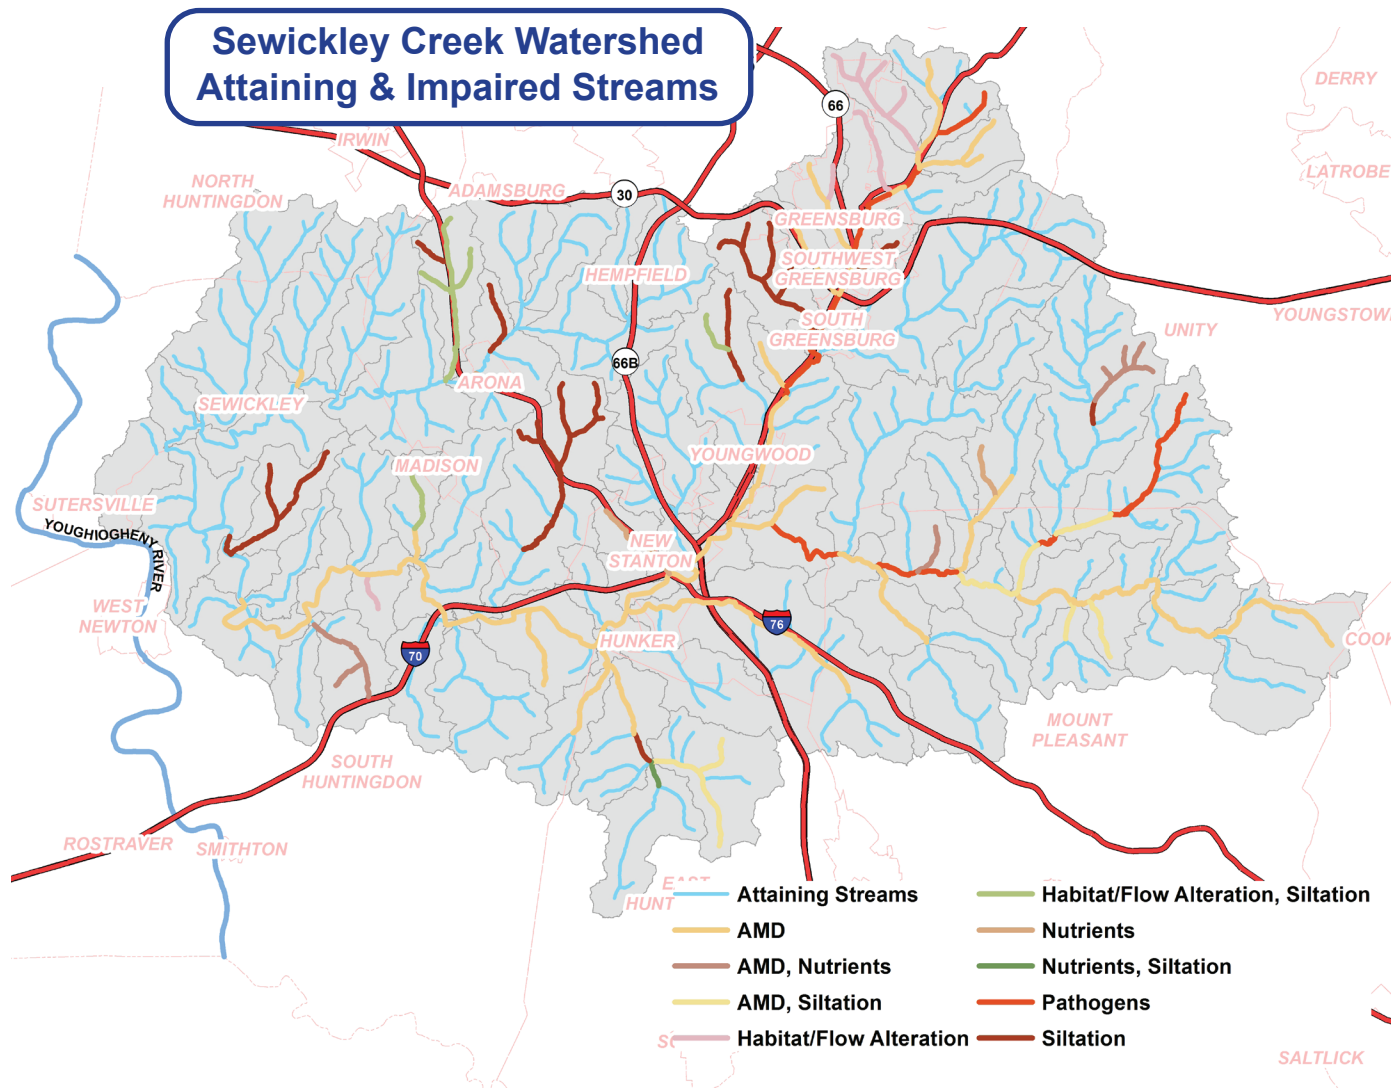 Sewickley Creek Watershed
Attaining & Impaired Streams
DERRY
66
IRWIN
LATROBE
NORTH
HUNTINGDON
ADAMSBURG
30
GREENSBURG
HEMPFIELD
SOUTHWEST
GREENSBURG
YOUNGSTOWN
SOUTH
GREENSBURG
UNITY
66B
ARONA
SEWICKLEY
MADISON
YOUNGWOOD
SUTERSVILLE
YOUGHIOGHENY RIVER
NEW
STANTON
WEST
NEWTON
HUNKER
76
70
COOK
MOUNT
PLEASANT
SOUTH
HUNTINGDON
ROSTRAVER
SMITHTON
EAST
HUNT
Attaining Streams
AMD
AMD, Nutrients
AMD, Siltation
Habitat/Flow Alteration
Habitat/Flow Alteration, Siltation
Nutrients
Nutrients, Siltation
Pathogens
Siltation
SALTLICK